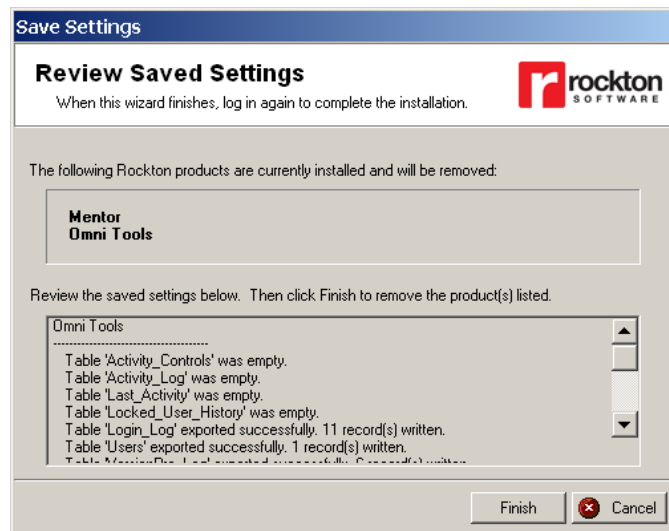 Save Settings
Review Saved Settings
When this wizard finishes, log in again to complete the installation.
rockton
SOFTWARE
The following Rockton products are currently installed and will be removed:
Mentor
Omni Tools
Review the saved settings below.  Then click Finish to remove the product(s) listed.
Omni Tools
----------------------------------------
Table 'Activity_Controls' was empty.
Table 'Activity_Log' was empty.
Table 'Last_Activity' was empty.
Table 'Locked_User_History' was empty.
Table 'Login_Log' exported successfully. 11 record(s) written.
Table 'Users' exported successfully. 1 record(s) written.
Finish
Cancel